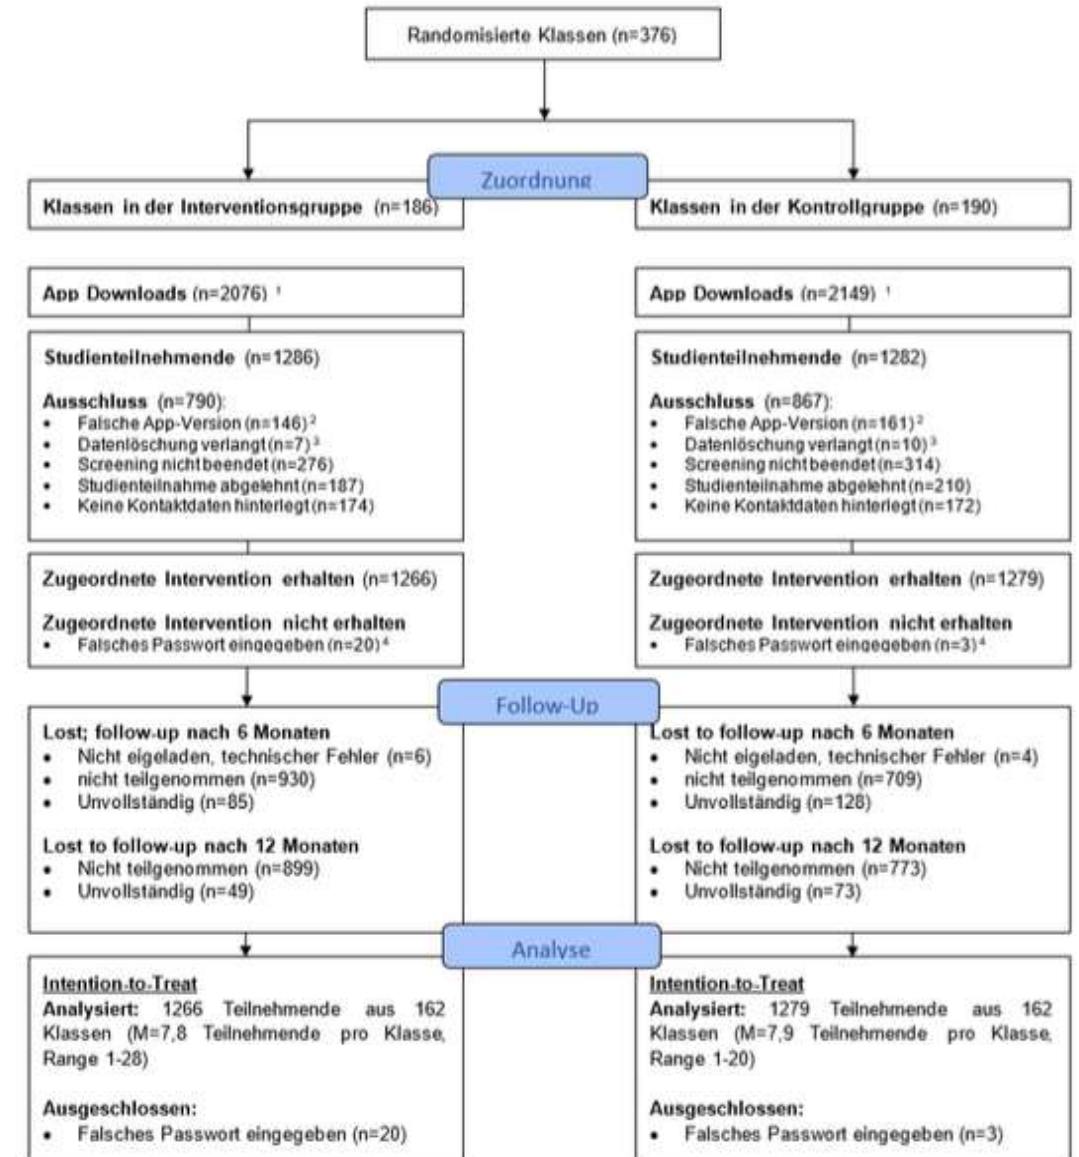 Randomisierte Klassen (n=376)
Zuordnung
Klassen in der Interventionsgruppe (n=186)
App Downloads (n=2076) ¹
Studienteilnehmende (n=1286)
Ausschluss (n=790):
• Falsche App-Version (n=146)²
• Datenlöschung verlangt (n=7)³
• Screening nicht beendet (n=276)
• Studienteilnahme abgelehnt (n=187)
• Keine Kontaktdaten hinterlegt (n=174)
Zugeordnete Intervention erhalten (n=1266)
Zugeordnete Intervention nicht erhalten
• Falsches Passwort eingegeben (n=20)⁴
Klassen in der Kontrollgruppe (n=190)
App Downloads (n=2149) ¹
Studienteilnehmende (n=1282)
Ausschluss (n=867):
• Falsche App-Version (n=161)²
• Datenlöschung verlangt (n=10)³
• Screening nicht beendet (n=314)
• Studienteilnahme abgelehnt (n=210)
• Keine Kontaktdaten hinterlegt (n=172)
Zugeordnete Intervention erhalten (n=1279)
Zugeordnete Intervention nicht erhalten
• Falsches Passwort eingegeben (n=3)⁴
Follow-Up
Lost; follow-up nach 6 Monaten
• Nicht eigeladen, technischer Fehler (n=6)
• nicht teilgenommen (n=930)
• Unvollständig (n=85)
Lost to follow-up nach 12 Monaten
• Nicht teilgenommen (n=899)
• Unvollständig (n=49)
Lost to follow-up nach 6 Monaten
• Nicht eigeladen, technischer Fehler (n=4)
• nicht teilgenommen (n=709)
• Unvollständig (n=128)
Lost to follow-up nach 12 Monaten
• Nicht teilgenommen (n=773)
• Unvollständig (n=73)
Analyse
Intention-to-Treat
Analysiert: 1266 Teilnehmende aus 162
Klassen (M=7,8 Teilnehmende pro Klasse,
Range 1-28)
Ausgeschlossen:
• Falsches Passwort eingegeben (n=20)
Intention-to-Treat
Analysiert: 1279 Teilnehmende aus 162
Klassen (M=7,9 Teilnehmende pro Klasse,
Range 1-20)
Ausgeschlossen:
• Falsches Passwort eingegeben (n=3)